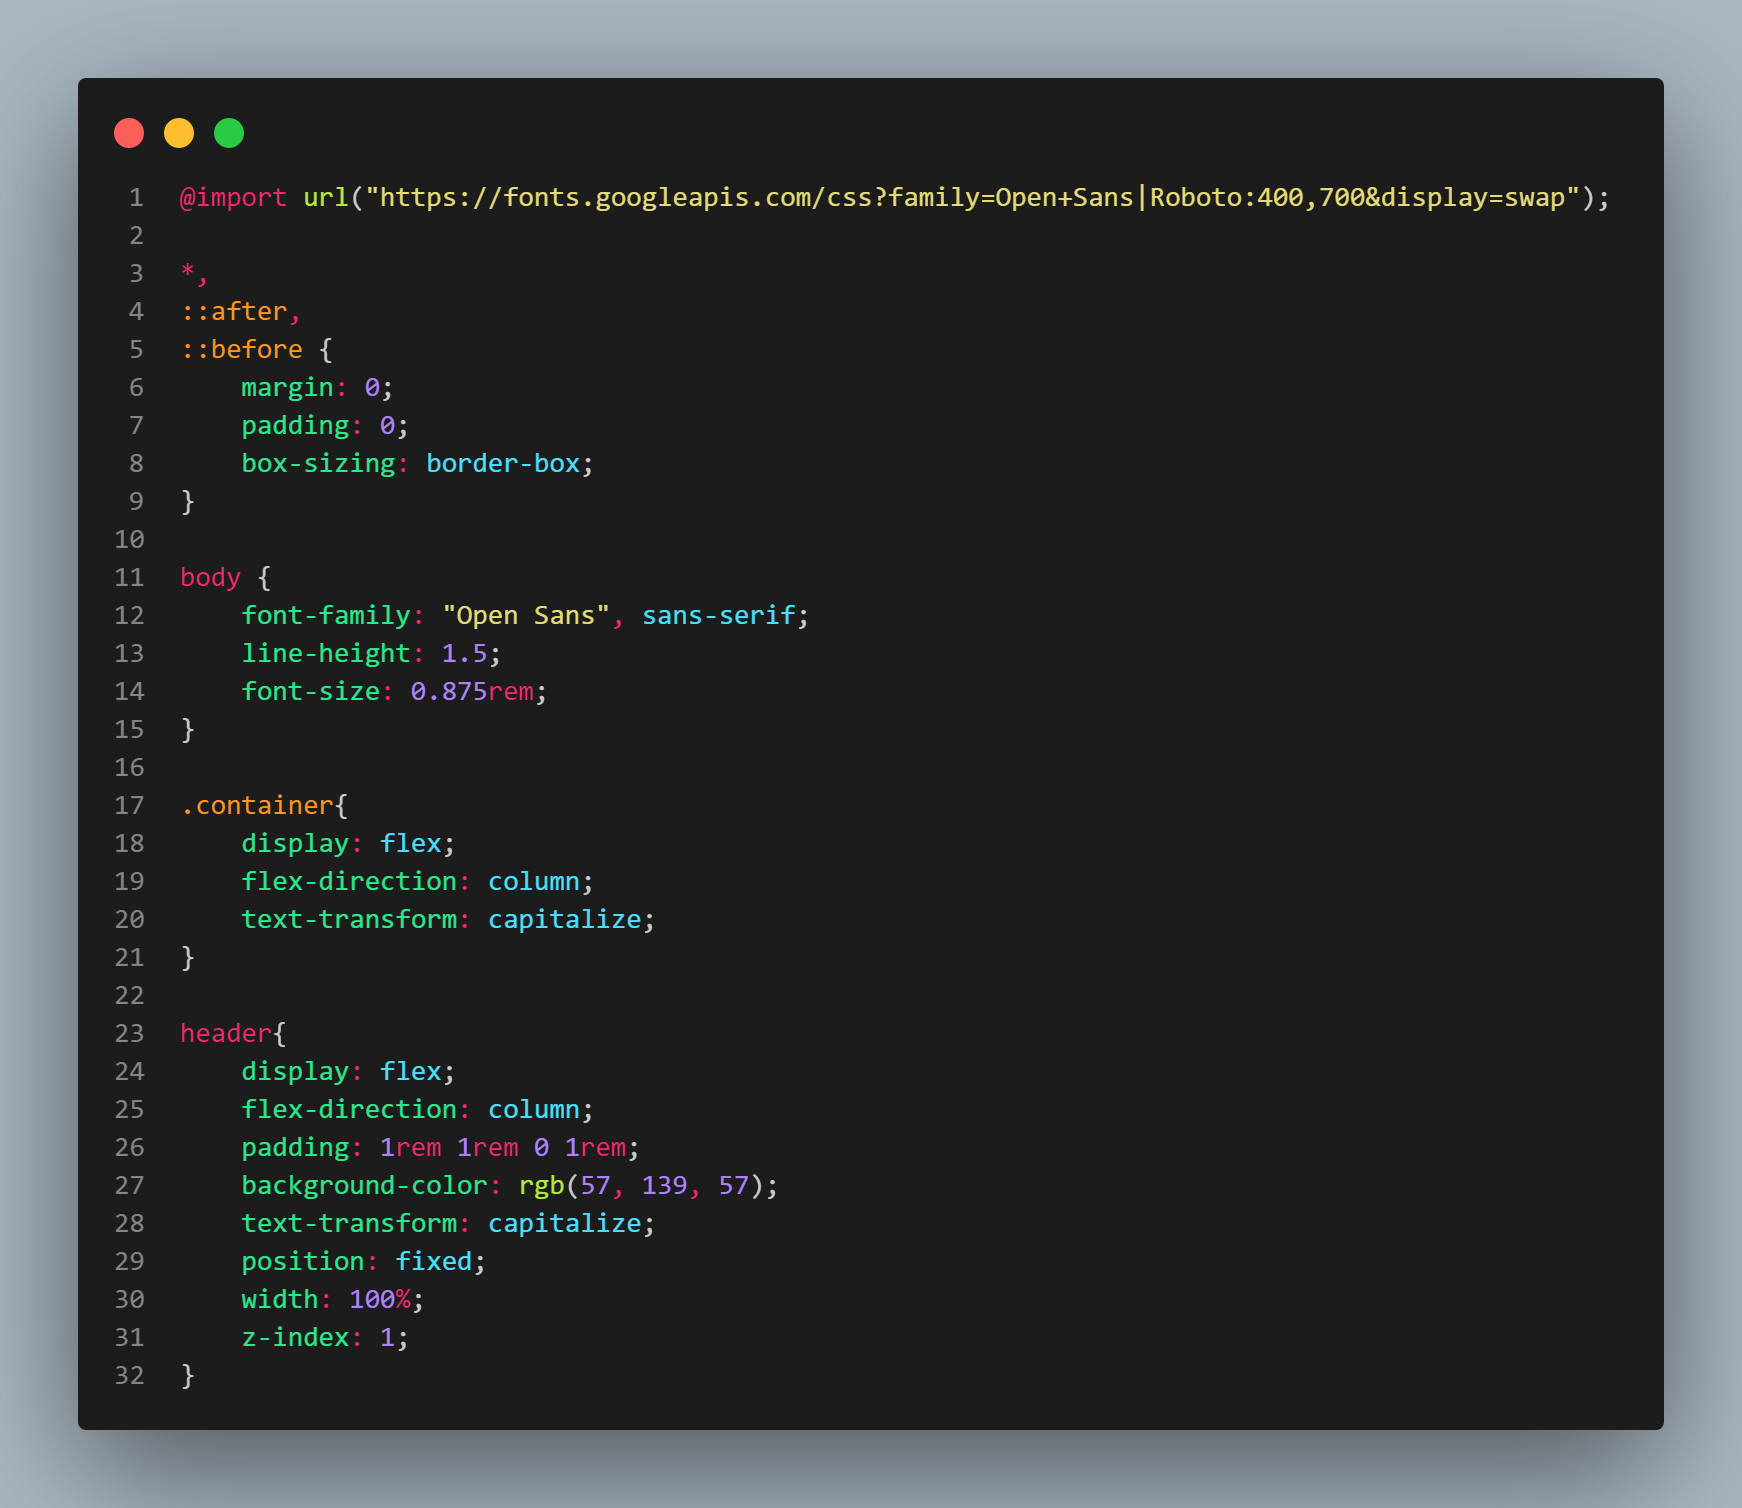 1 @import url("https://fonts.googleapis.com/css?family=Open+Sans|Roboto:400,700&display=swap");
2
3 *,
4 ::after,
5 ::before {
6     margin: 0;
7     padding: 0;
8     box-sizing: border-box;
9 }
10
11 body {
12     font-family: "Open Sans", sans-serif;
13     line-height: 1.5;
14     font-size: 0.875rem;
15 }
16
17 .container{
18     display: flex;
19     flex-direction: column;
20     text-transform: capitalize;
21 }
22
23 header{
24     display: flex;
25     flex-direction: column;
26     padding: 1rem 1rem 0 1rem;
27     background-color: rgb(57, 139, 57);
28     text-transform: capitalize;
29     position: fixed;
30     width: 100%;
31     z-index: 1;
32 }